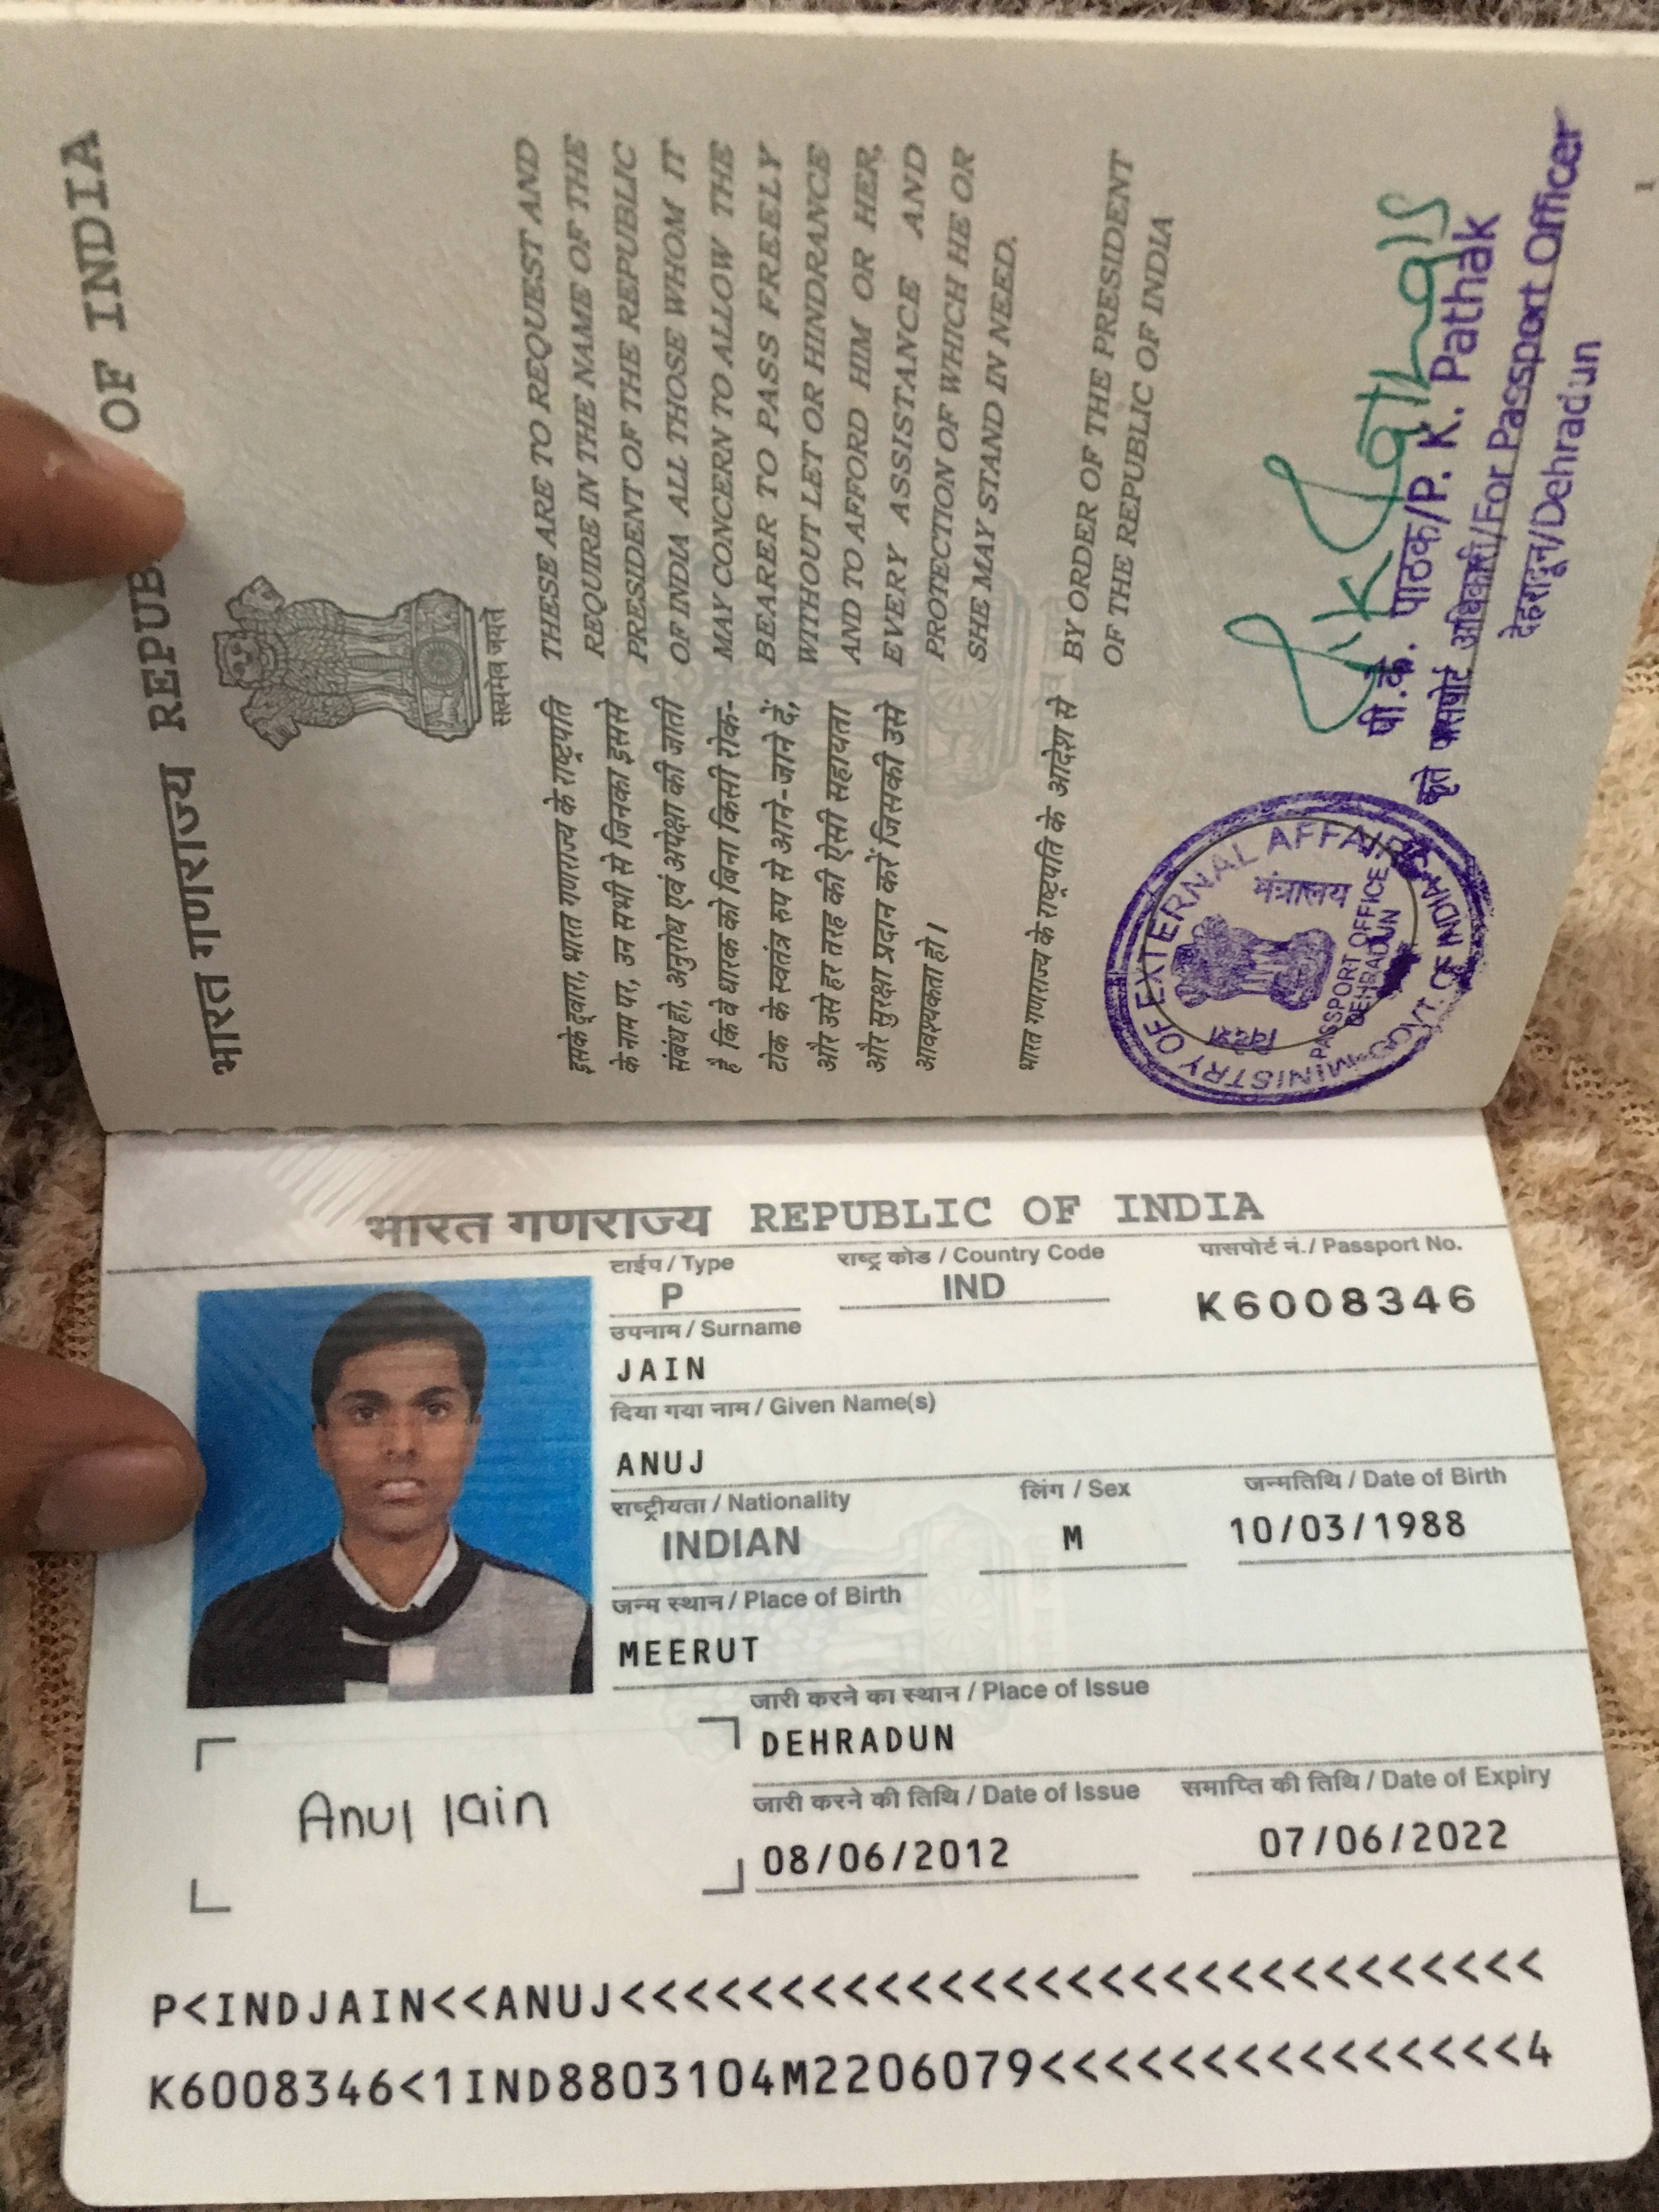 भारत गणराज्य REPUB OF INDIA
सत्यमेव जयते
इसके द्वारा, भारत गणराज्य के राष्ट्रपति
के नाम पर, उन सभी से जिनका इससे
संबंध हो, अनुरोध एवं अपेक्षा की जाती
है कि वे धारक को बिना किसी रोक-
टोक के स्वतंत्र रुप से आने-जाने दें,
और उसे हर तरह की ऐसी सहायता
और सुरक्षा प्रदान करें जिसकी उसे
आवश्यकता हो।
THESE ARE TO REQUEST AND
REQUIRE IN THE NAME OF THE
PRESIDENT OF THE REPUBLIC
OF INDIA ALL THOSE WHOM IT
MAY CONCERN TO ALLOW THE
BEARER TO PASS FREELY
WITHOUT LET OR HINDRANCE
AND TO AFFORD HIM OR HER,
EVERY ASSISTANCE AND
PROTECTION OF WHICH HE OR
SHE MAY STAND IN NEED.
भारत गणराज्य के राष्ट्रपति के आदेश से
BY ORDER OF THE PRESIDENT
OF THE REPUBLIC OF INDIA
MINISTRY OF EXTERNAL AFFAIRS
GOVT. OF INDIA
विदेश मंत्रालय
PASSPORT OFFICE
DEHRADUN
P.K Pathak
पी.के. पाठक/P. K. Pathak
कृते पासपोर्ट अधिकारी/For Passport Officer
देहरादून/Dehradun
1
भारत गणराज्य REPUBLIC OF INDIA
टाईप / Type राष्ट्र कोड / Country Code पासपोर्ट नं. / Passport No.
P IND K6008346
उपनाम / Surname
JAIN
दिया गया नाम / Given Name(s)
ANUJ
राष्ट्रीयता / Nationality लिंग / Sex जन्मतिथि / Date of Birth
INDIAN M 10/03/1988
जन्म स्थान / Place of Birth
MEERUT
जारी करने का स्थान / Place of Issue
DEHRADUN
जारी करने की तिथि / Date of Issue समाप्ति की तिथि / Date of Expiry
08/06/2012 07/06/2022
Anuj Jain
P<INDJAIN<<ANUJ<<<<<<<<<<<<<<<<<<<<<<<<<<<<<
K6008346<1IND8803104M2206079<<<<<<<<<<<<<<<4